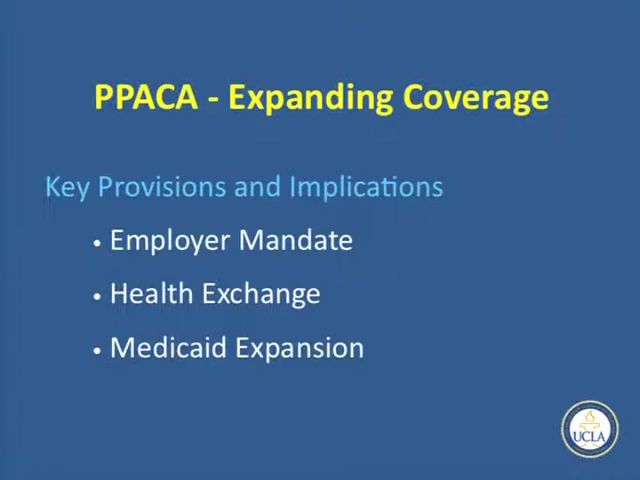 PPACA - Expanding Coverage
Key Provisions and Implications
• Employer Mandate
• Health Exchange
• Medicaid Expansion
UCLA